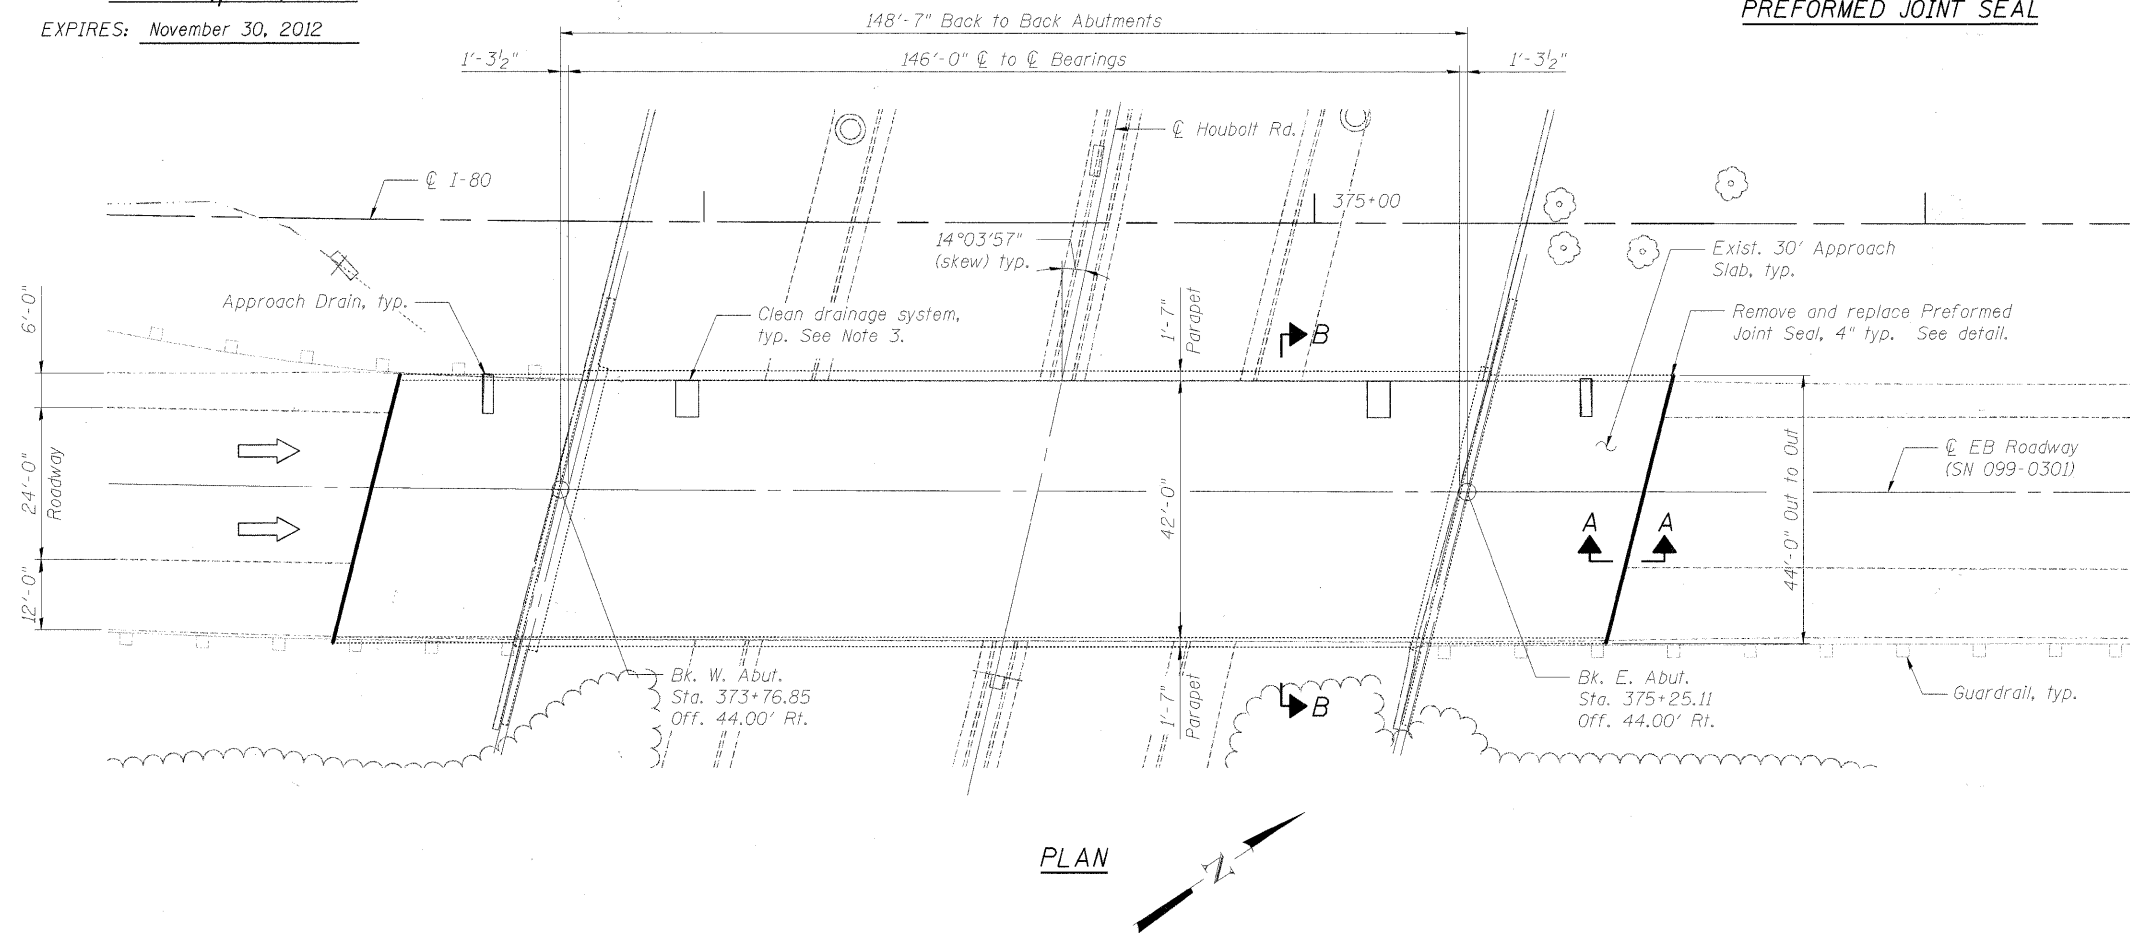 EXPIRES: November 30, 2012
PREFORMED JOINT SEAL
148'-7" Back to Back Abutments
1'-3½"
146'-0" ℄ to ℄ Bearings
1'-3½"
℄ Houbolt Rd.
℄ I-80
375+00
14°03'57"
(skew) typ.
Exist. 30' Approach
Slab, typ.
Approach Drain, typ.
Clean drainage system,
typ. See Note 3.
Remove and replace Preformed
Joint Seal, 4" typ. See detail.
6'-0"
1'-7"
Parapet
B
24'-0"
Roadway
42'-0"
44'-0" Out to Out
℄ EB Roadway
(SN 099-0301)
A
A
12'-0"
Bk. W. Abut.
Sta. 373+76.85
Off. 44.00' Rt.
1'-7"
Parapet
B
Bk. E. Abut.
Sta. 375+25.11
Off. 44.00' Rt.
Guardrail, typ.
PLAN
N